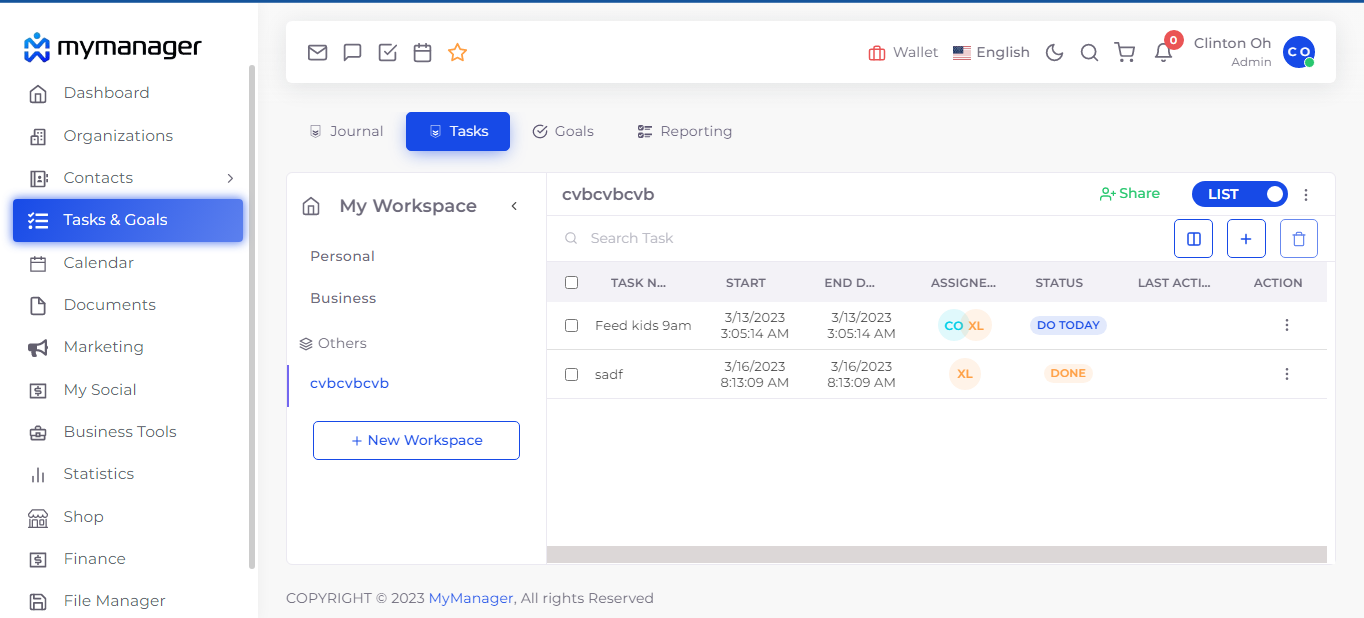 mymanager
Dashboard
Organizations
Contacts
Tasks & Goals
Calendar
Documents
Marketing
My Social
Business Tools
Statistics
Shop
Finance
File Manager
Wallet
English
0
Clinton Oh
Admin
C O
Journal
Tasks
Goals
Reporting
My Workspace
Personal
Business
Others
cvbcvbcvb
+ New Workspace
cvbcvbcvb
Share
LIST
Search Task
TASK N... START END D... ASSIGNE... STATUS LAST ACTI... ACTION
Feed kids 9am 3/13/2023 3:05:14 AM 3/13/2023 3:05:14 AM CO XL DO TODAY
sadf 3/16/2023 8:13:09 AM 3/16/2023 8:13:09 AM XL DONE
COPYRIGHT © 2023 MyManager, All rights Reserved